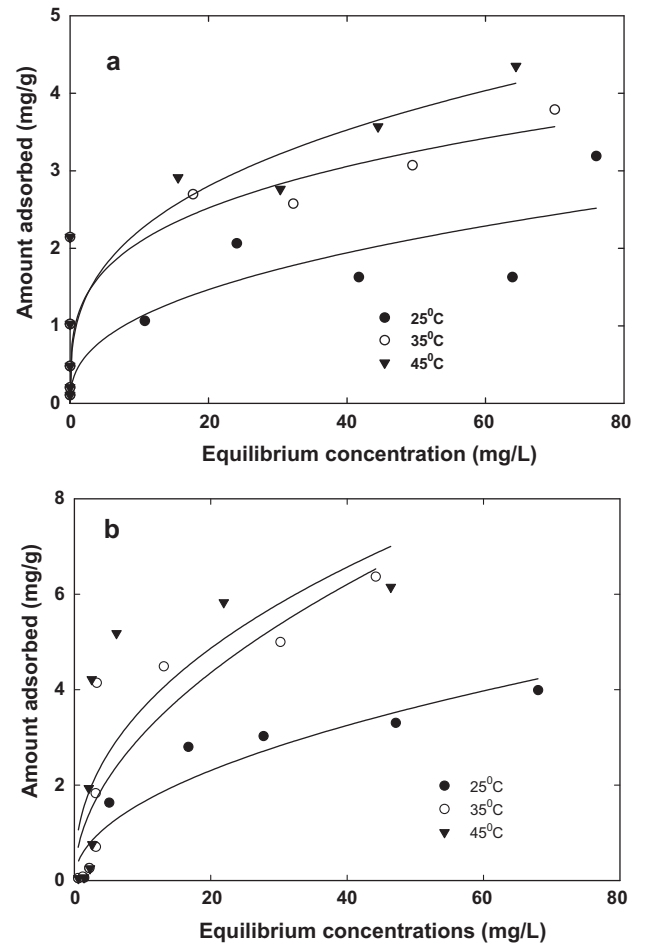 5
a
4
3
2
1
0
Amount adsorbed (mg/g)
25⁰C
35⁰C
45⁰C
0 20 40 60 80
Equilibrium concentration (mg/L)
8
b
6
4
2
0
Amount adsorbed (mg/g)
25⁰C
35⁰C
45⁰C
0 20 40 60 80
Equilibrium concentrations (mg/L)